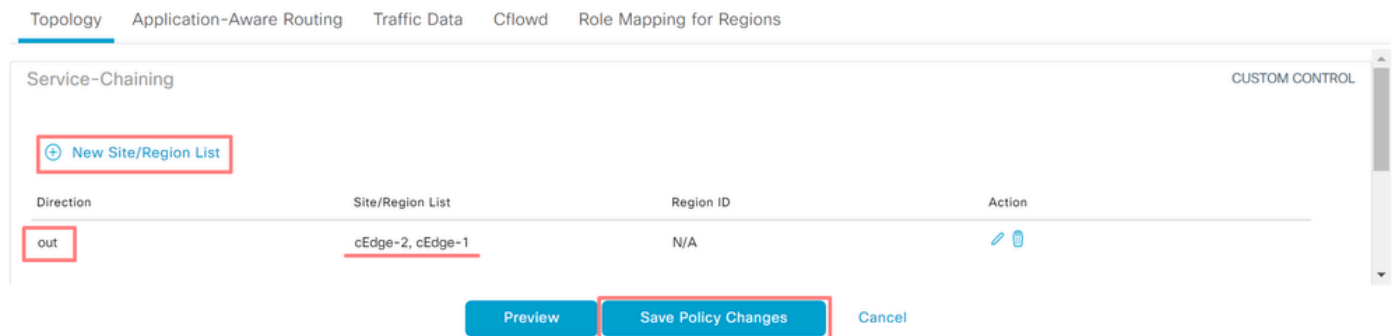 Topology Application-Aware Routing Traffic Data Cflowd Role Mapping for Regions
Service-Chaining CUSTOM CONTROL
New Site/Region List
Direction Site/Region List Region ID Action
out cEdge-2, cEdge-1 N/A
Preview Save Policy Changes Cancel